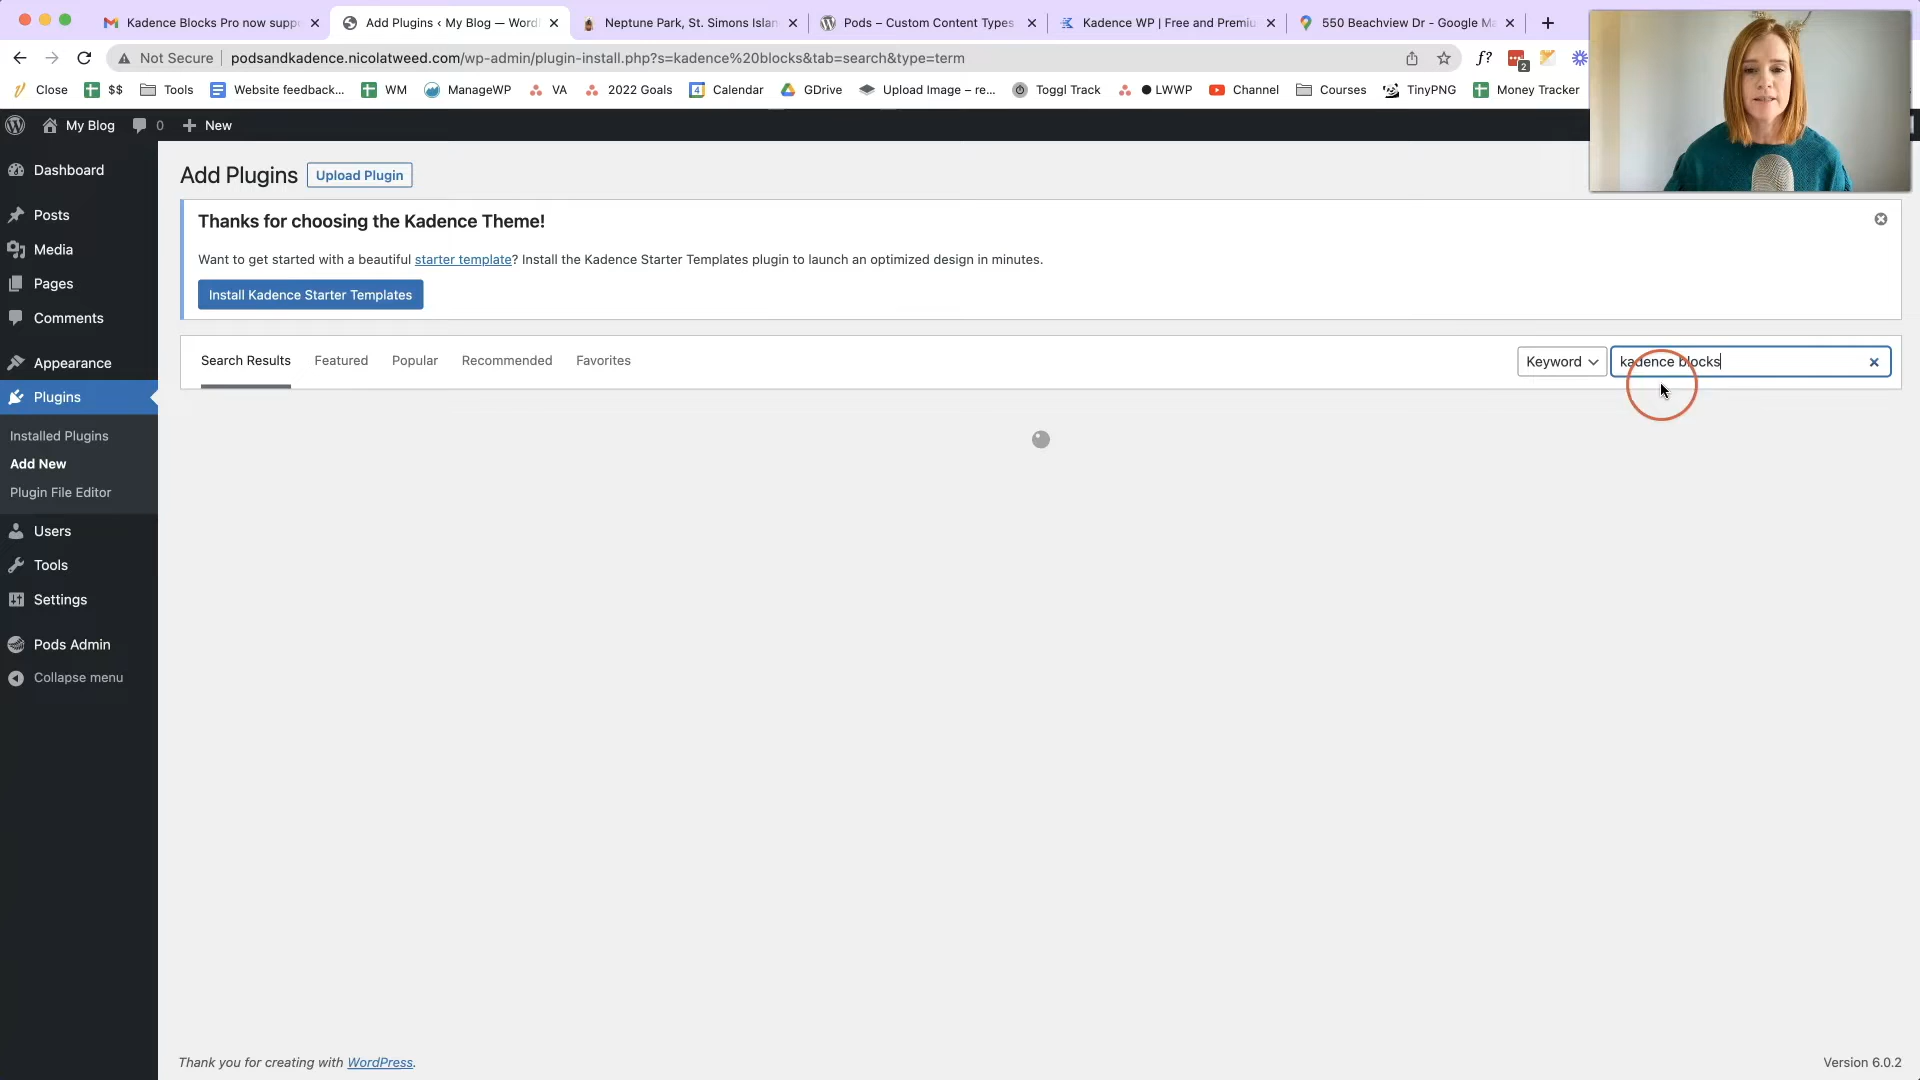 Kadence Blocks Pro now supp
Add Plugins ‹ My Blog — Word
Neptune Park, St. Simons Islan
Pods – Custom Content Types
Kadence WP | Free and Premiu
550 Beachview Dr - Google Ma
Not Secure
podsandkadence.nicolatweed.com/wp-admin/plugin-install.php?s=kadence%20blocks&tab=search&type=term
f?
2
Close
$$
Tools
Website feedback...
WM
ManageWP
VA
2022 Goals
Calendar
GDrive
Upload Image – re...
Toggl Track
LWWP
Channel
Courses
TinyPNG
Money Tracker
My Blog
0
New
Dashboard
Posts
Media
Pages
Comments
Appearance
Plugins
Installed Plugins
Add New
Plugin File Editor
Users
Tools
Settings
Pods Admin
Collapse menu
Add Plugins
Upload Plugin
Thanks for choosing the Kadence Theme!
Want to get started with a beautiful starter template? Install the Kadence Starter Templates plugin to launch an optimized design in minutes.
Install Kadence Starter Templates
Search Results
Featured
Popular
Recommended
Favorites
Keyword
kadence blocks
Thank you for creating with WordPress.
Version 6.0.2